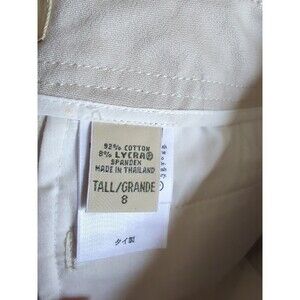 92% COTTON
8% LYCRA®
SPANDEX
MADE IN THAILAND
TALL/GRANDE
8
タイ製